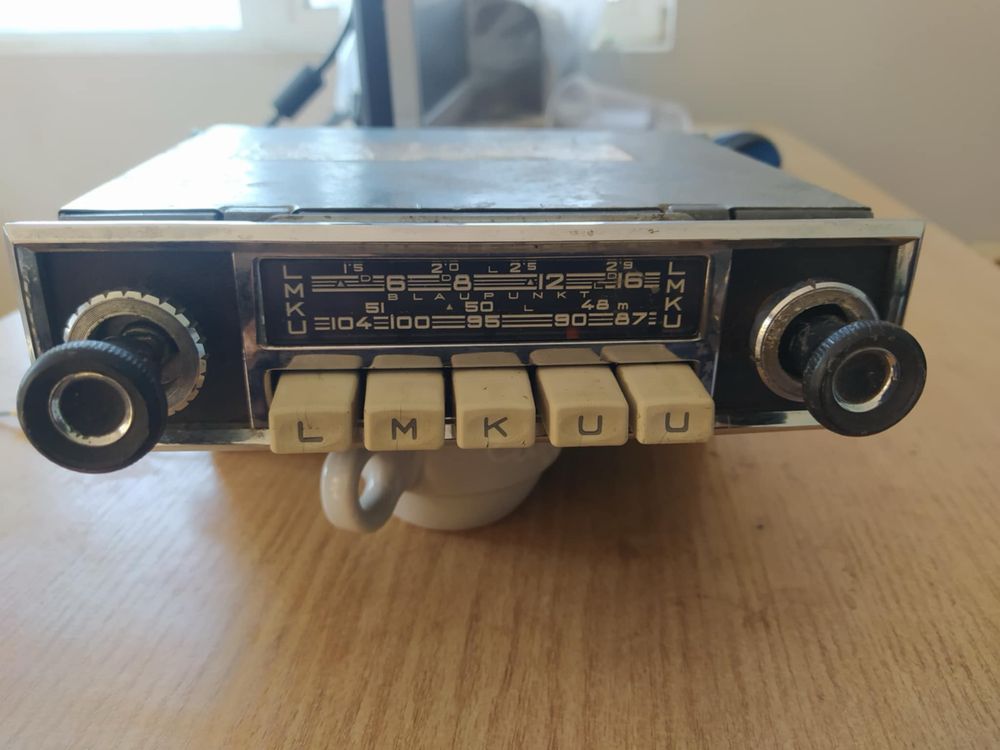 L 1.5 2.0 L 2.5 2.9 L
M 6 D 8 12 16 M
BLAUPUNKT
K 51 50 L 48 m K
U 104 100 95 90 87 U
L M K U U